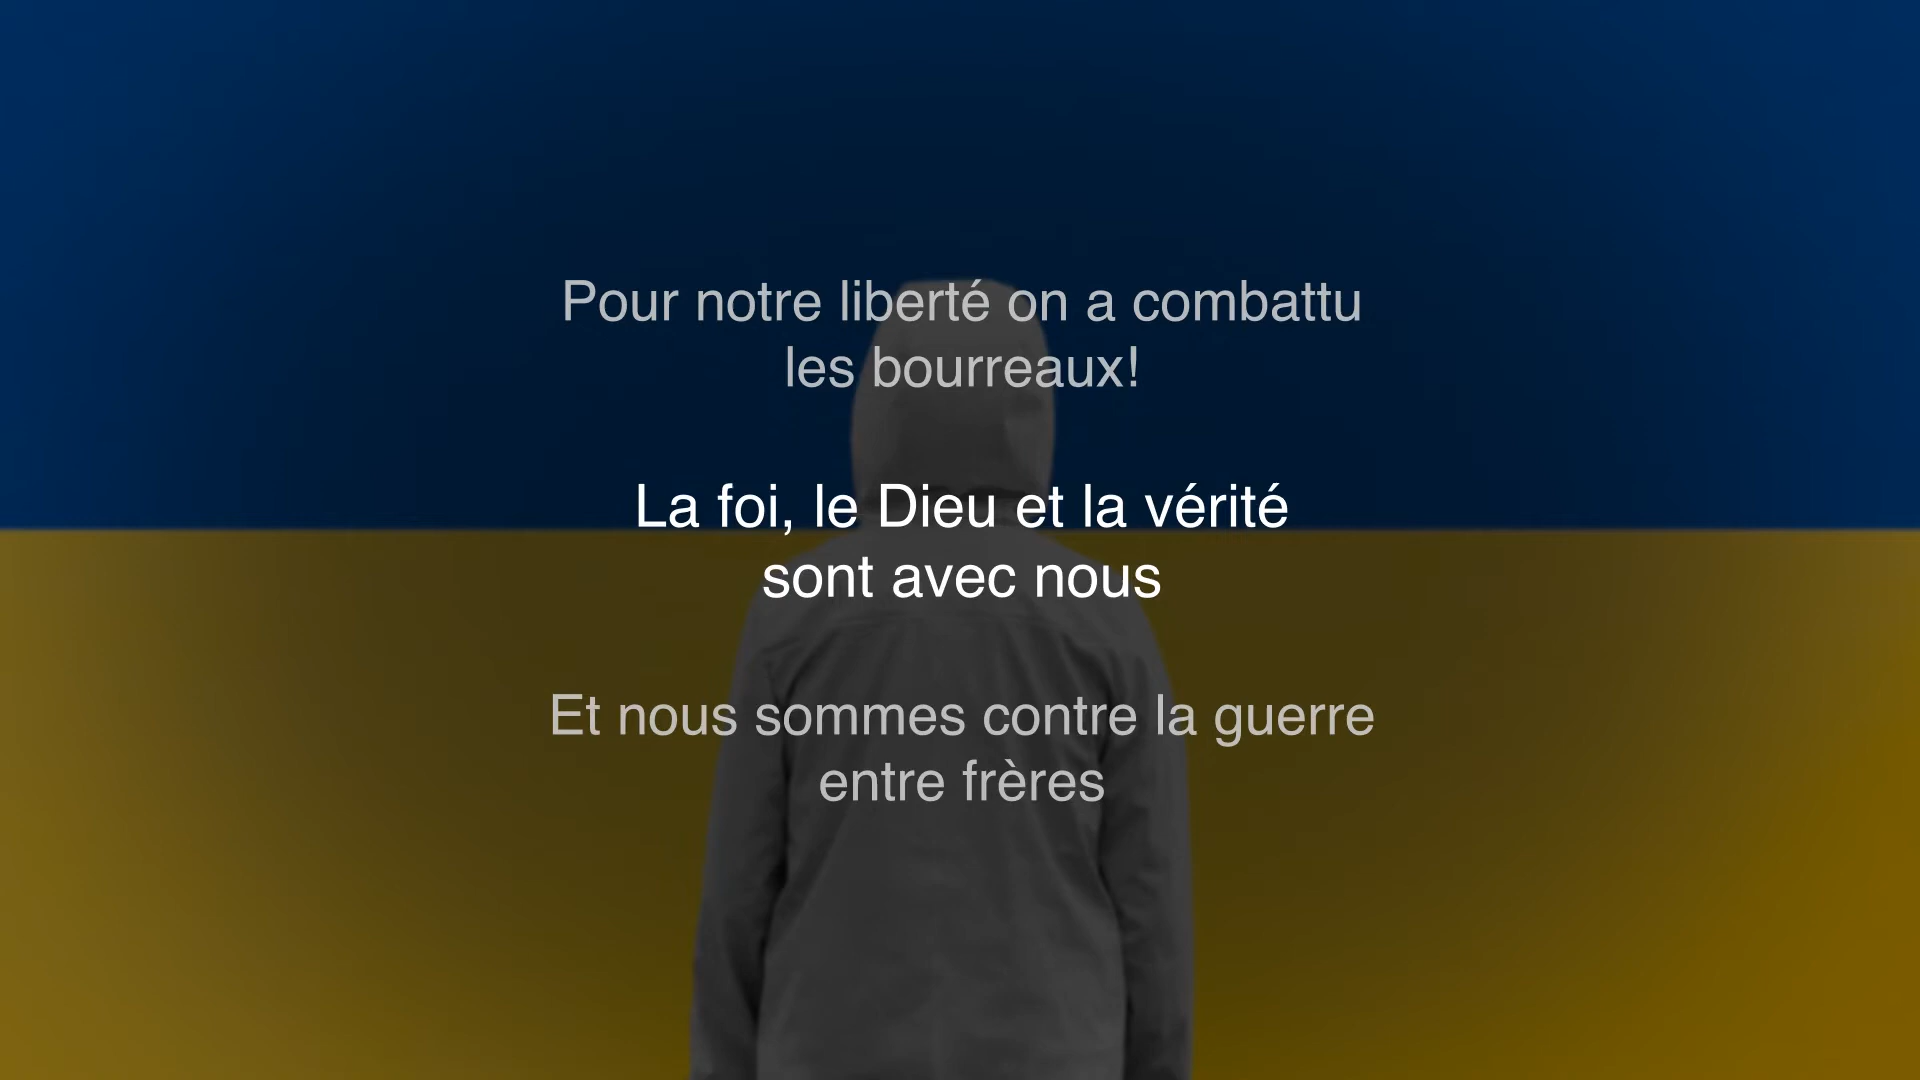 Pour notre liberté on a combattu
les bourreaux!
La foi, le Dieu et la vérité
sont avec nous
Et nous sommes contre la guerre
entre frères